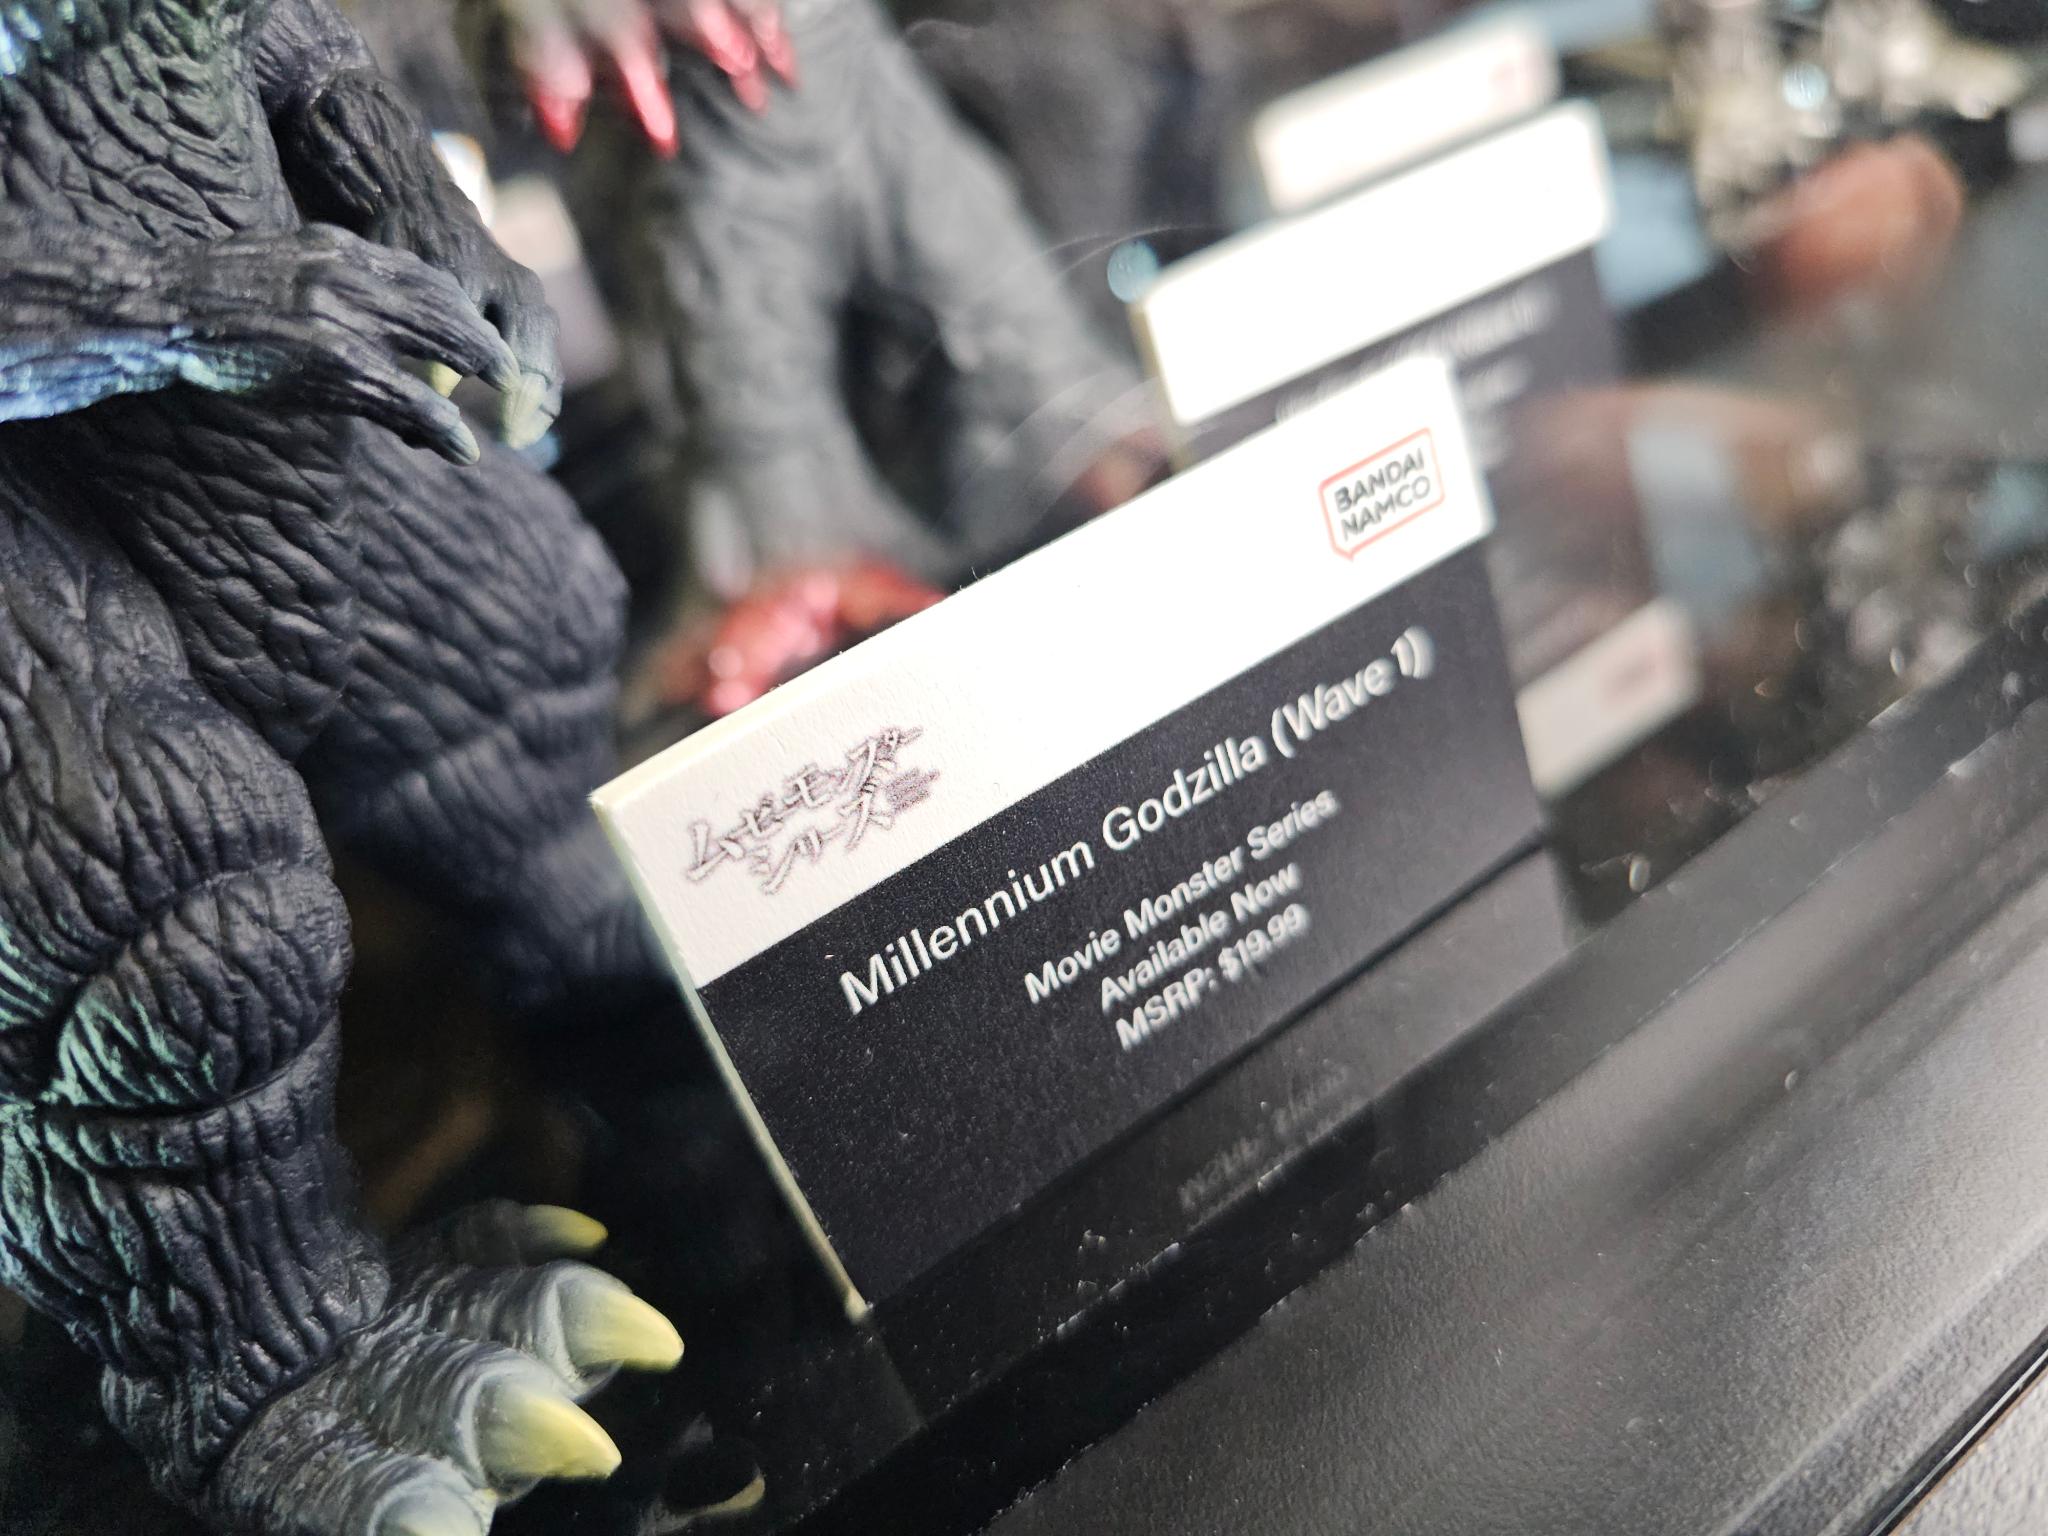 BANDAI
NAMCO
ムービーモンスター
シリーズ
Millennium Godzilla (Wave 1)
Movie Monster Series
Available Now
MSRP: $19.99